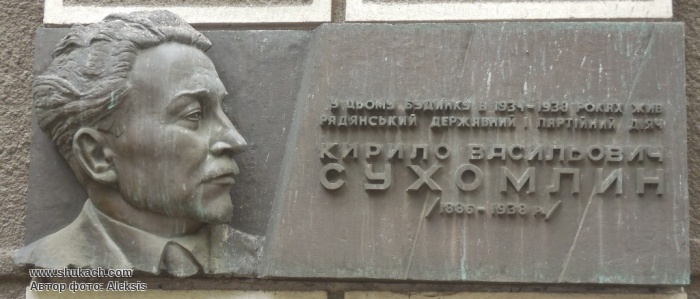 У ЦЬОМУ БУДИНКУ В 1934-1938 РОКАХ ЖИВ
РАДЯНСЬКИЙ ДЕРЖАВНИЙ І ПАРТІЙНИЙ ДІЯЧ
КИРИЛО ВАСИЛЬОВИЧ
СУХОМЛИН
/1886-1938 р./
www.shukach.com
Автор фото: Aleksis